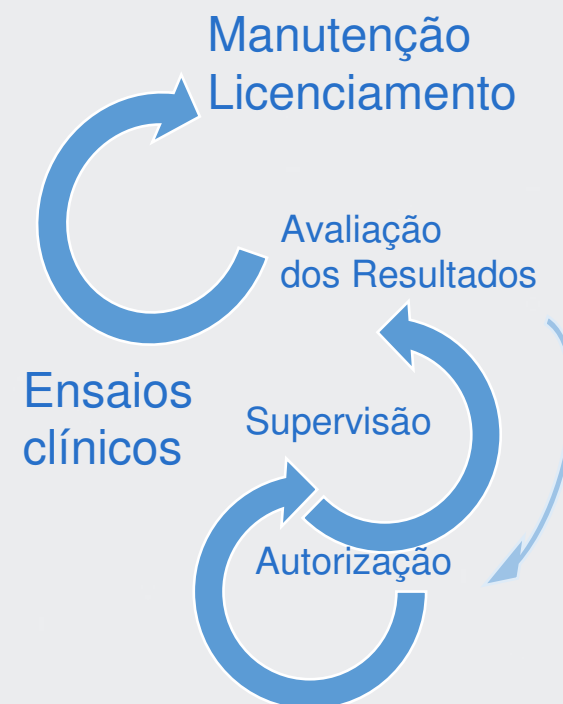 Manutenção
Licenciamento
Avaliação
dos Resultados
Ensaios
clínicos
Supervisão
Autorização